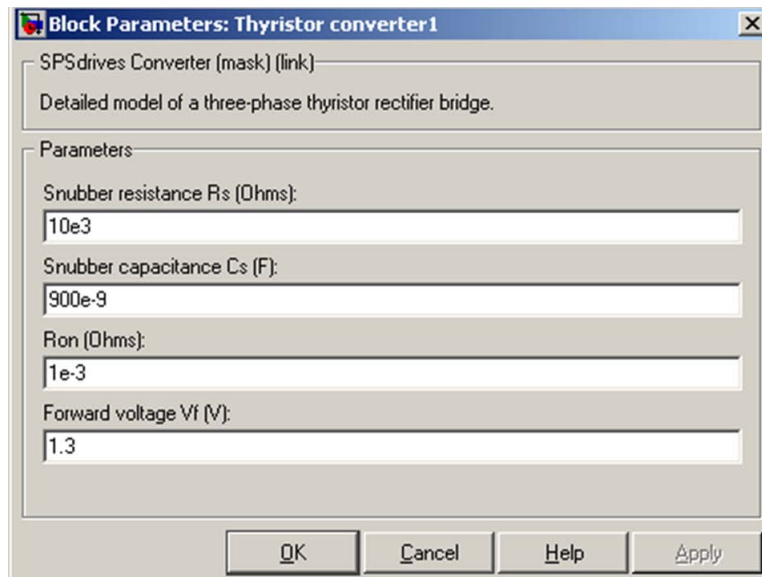 Block Parameters: Thyristor converter1
SPSdrives Converter (mask) (link)
Detailed model of a three-phase thyristor rectifier bridge.
Parameters
Snubber resistance Rs (Ohms):
10e3
Snubber capacitance Cs (F):
900e-9
Ron (Ohms):
1e-3
Forward voltage Vf (V):
1.3
OK Cancel Help Apply